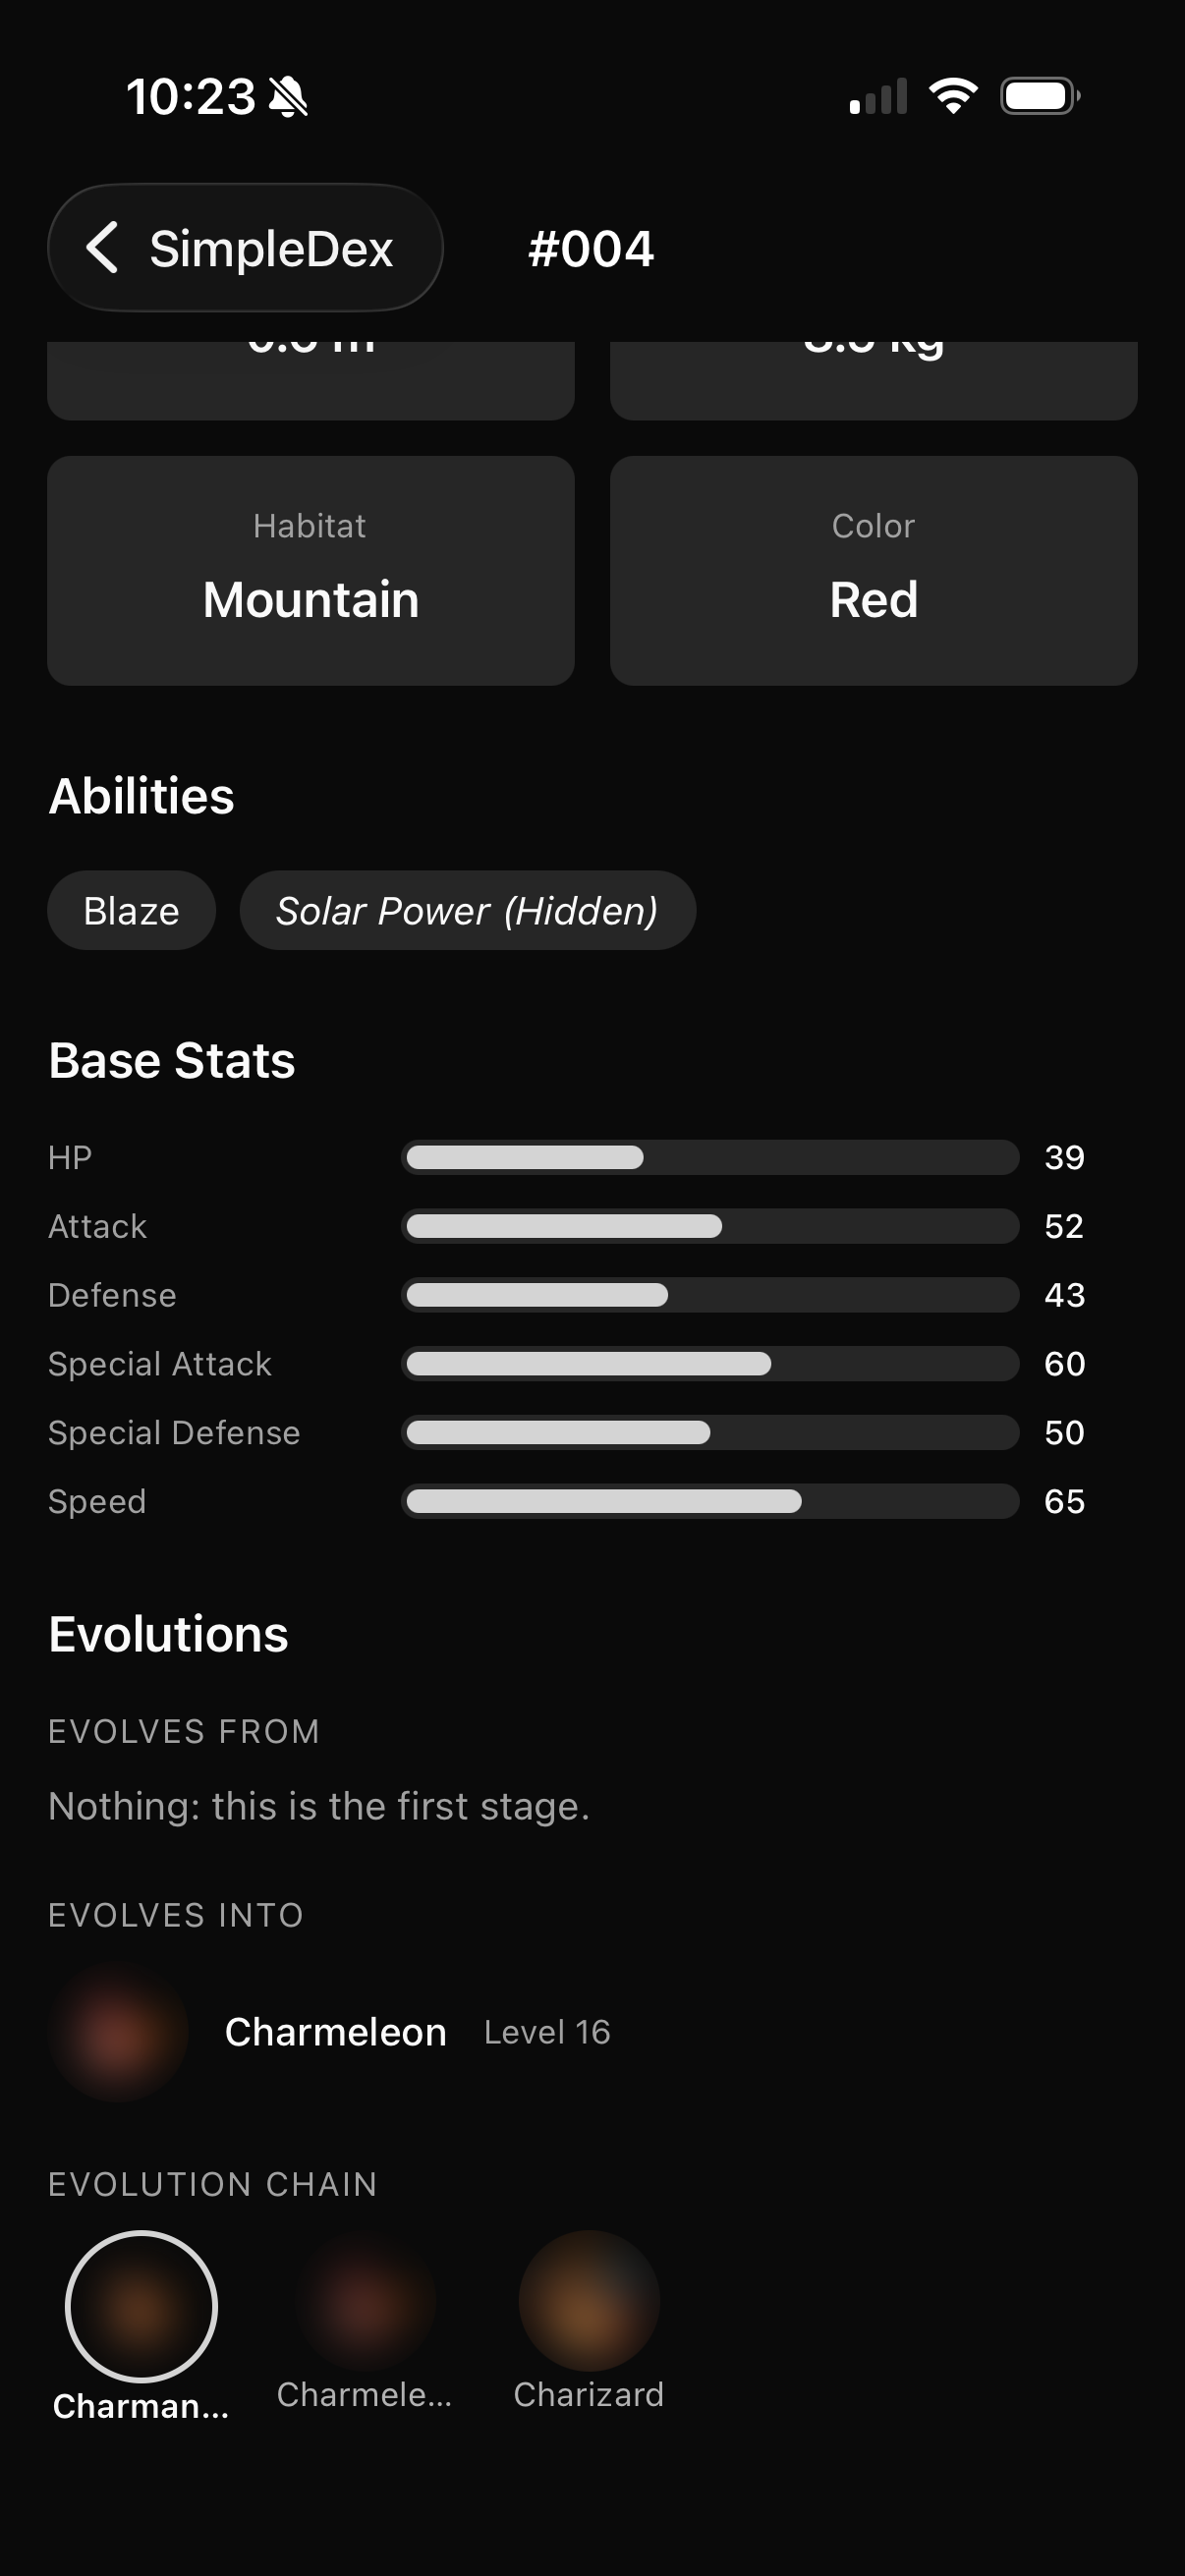 10:23
SimpleDex
#004
Habitat
Mountain
Color
Red
Abilities
Blaze
Solar Power (Hidden)
Base Stats
HP 39
Attack 52
Defense 43
Special Attack 60
Special Defense 50
Speed 65
Evolutions
EVOLVES FROM
Nothing: this is the first stage.
EVOLVES INTO
Charmeleon Level 16
EVOLUTION CHAIN
Charman...
Charmele...
Charizard